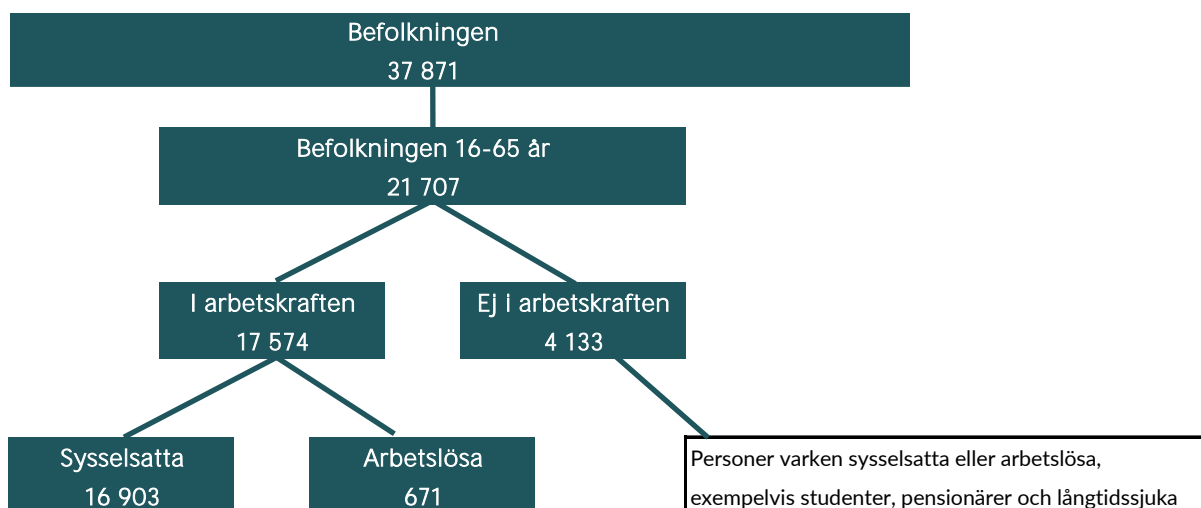 Befolkningen
37 871
Befolkningen 16-65 år
21 707
I arbetskraften
17 574
Ej i arbetskraften
4 133
Sysselsatta
16 903
Arbetslösa
671
Personer varken sysselsatta eller arbetslösa,
exempelvis studenter, pensionärer och långtidssjuka